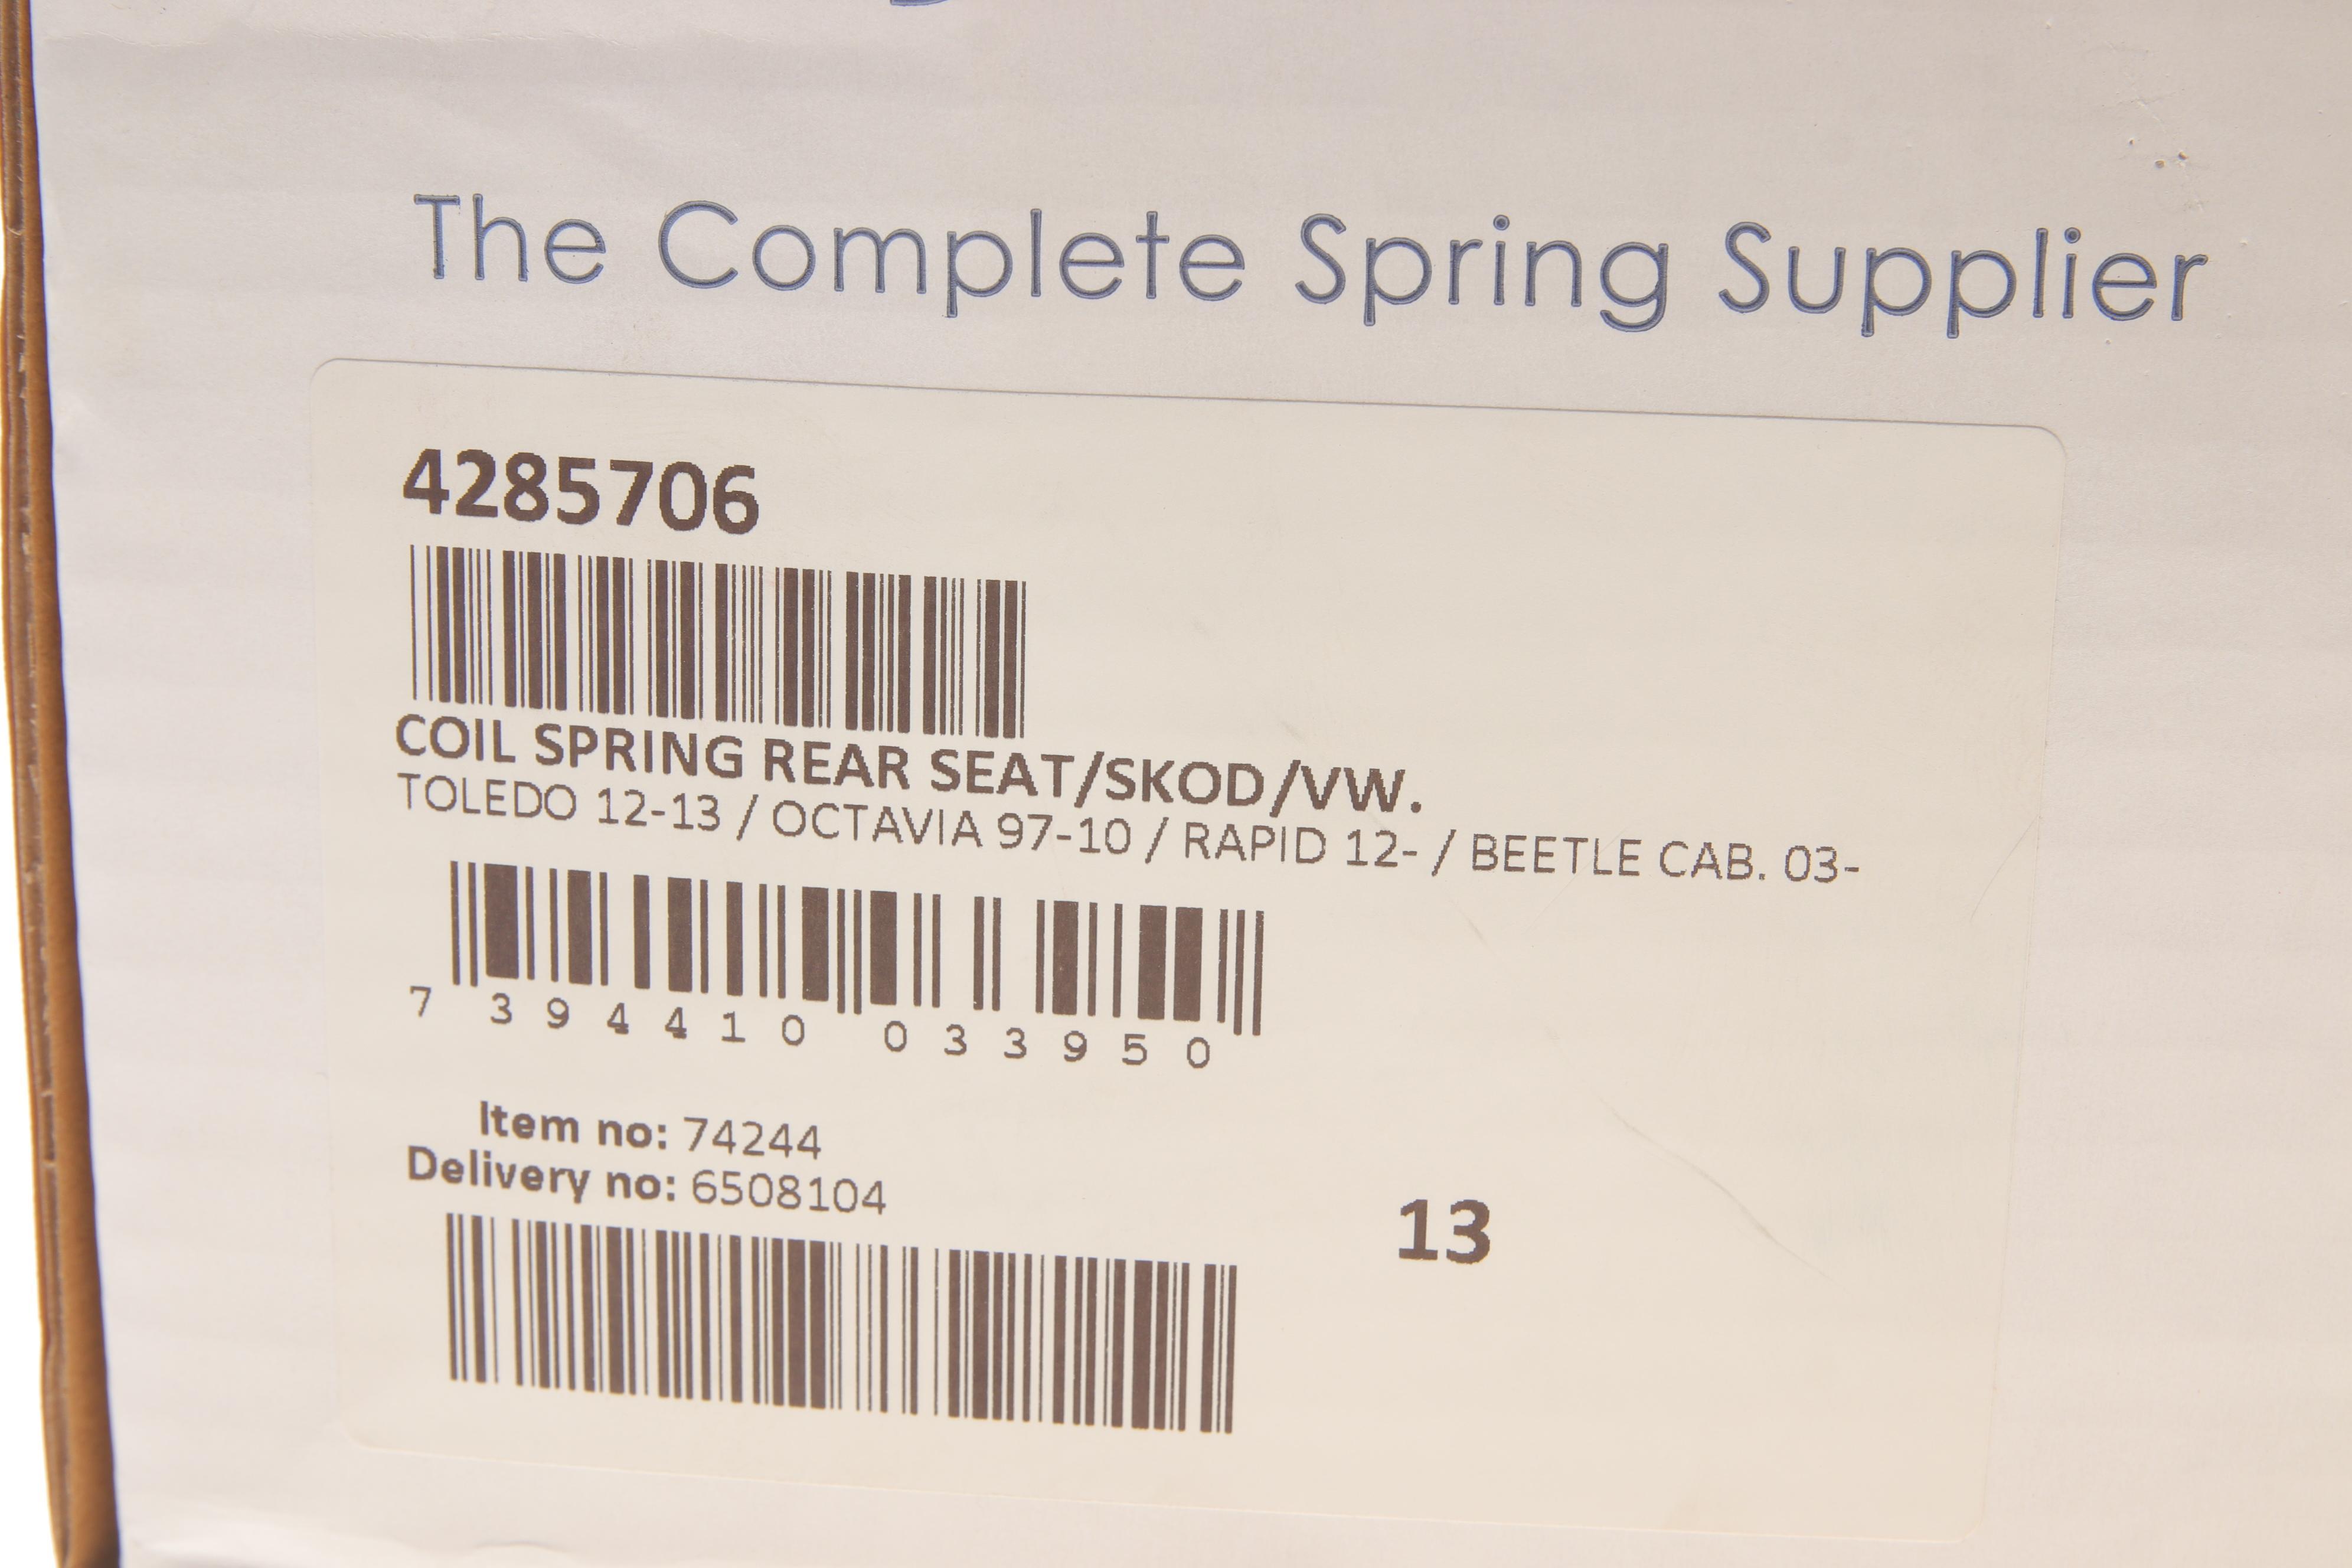 The Complete Spring Supplier
4285706
COIL SPRING REAR SEAT/SKOD/VW.
TOLEDO 12-13 / OCTAVIA 97-10 / RAPID 12- / BEETLE CAB. 03-
7 394410 033950
Item no: 74244
Delivery no: 6508104
13